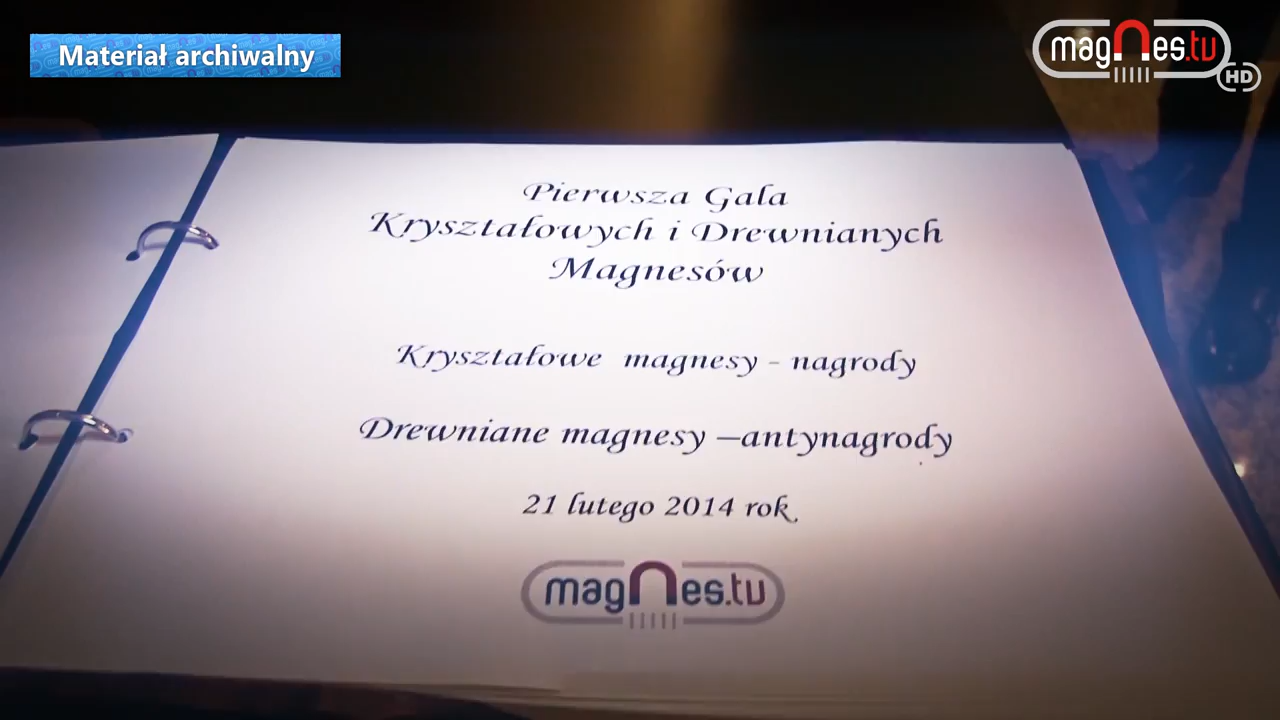 Materiał archiwalny
magnes.tv
HD
Pierwsza Gala
Kryształowych i Drewnianych
Magnesów
Kryształowe magnesy - nagrody
Drewniane magnesy –antynagrody
21 lutego 2014 rok
magnes.tv